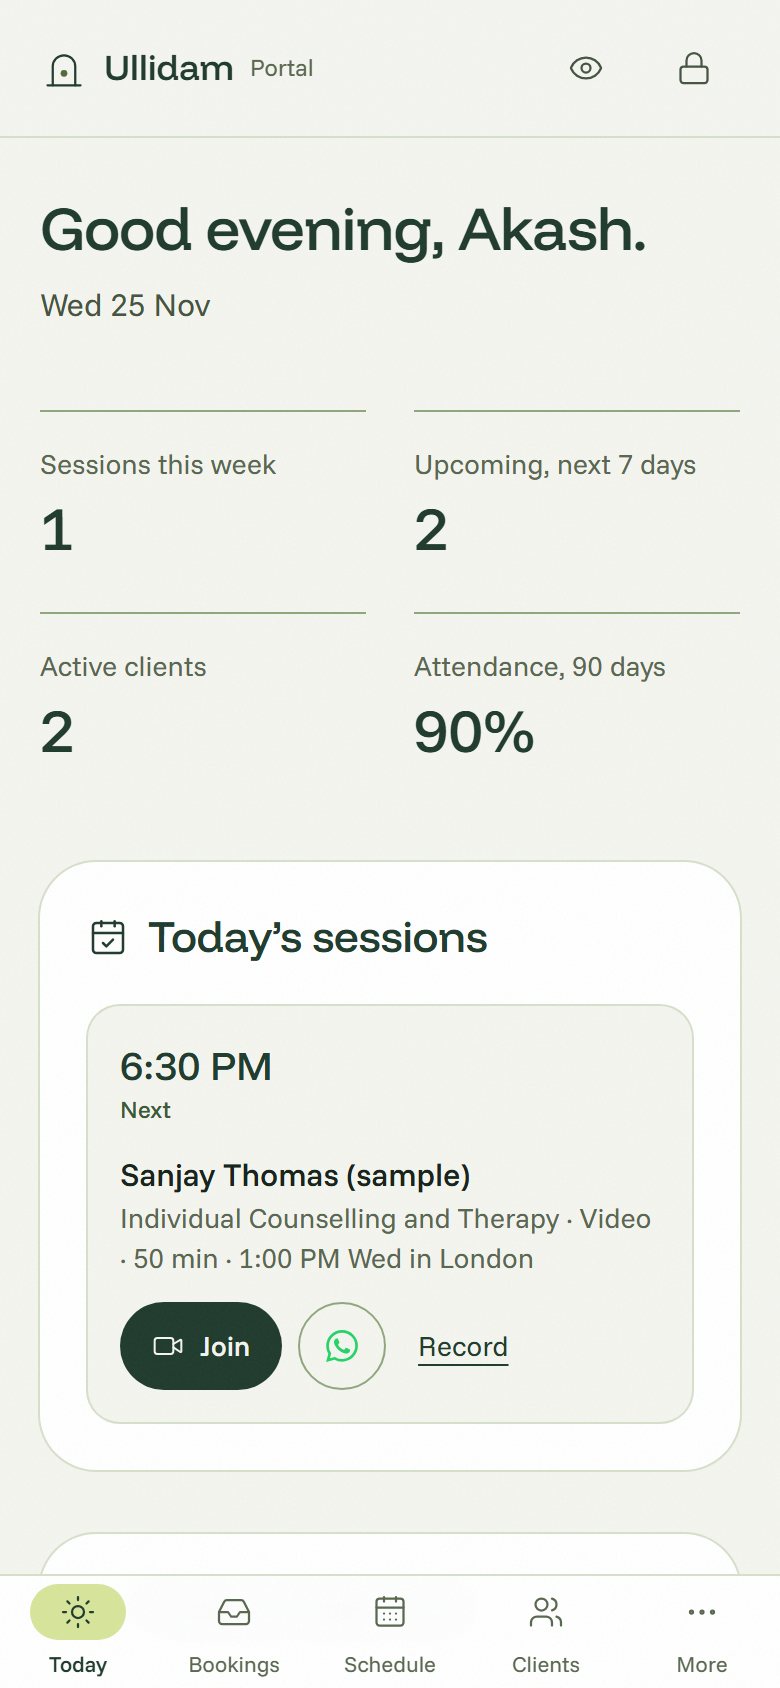 Ullidam Portal
Good evening, Akash.
Wed 25 Nov
Sessions this week
1
Upcoming, next 7 days
2
Active clients
2
Attendance, 90 days
90%
Today’s sessions
6:30 PM
Next
Sanjay Thomas (sample)
Individual Counselling and Therapy · Video
· 50 min · 1:00 PM Wed in London
Join
Record
Today
Bookings
Schedule
Clients
More